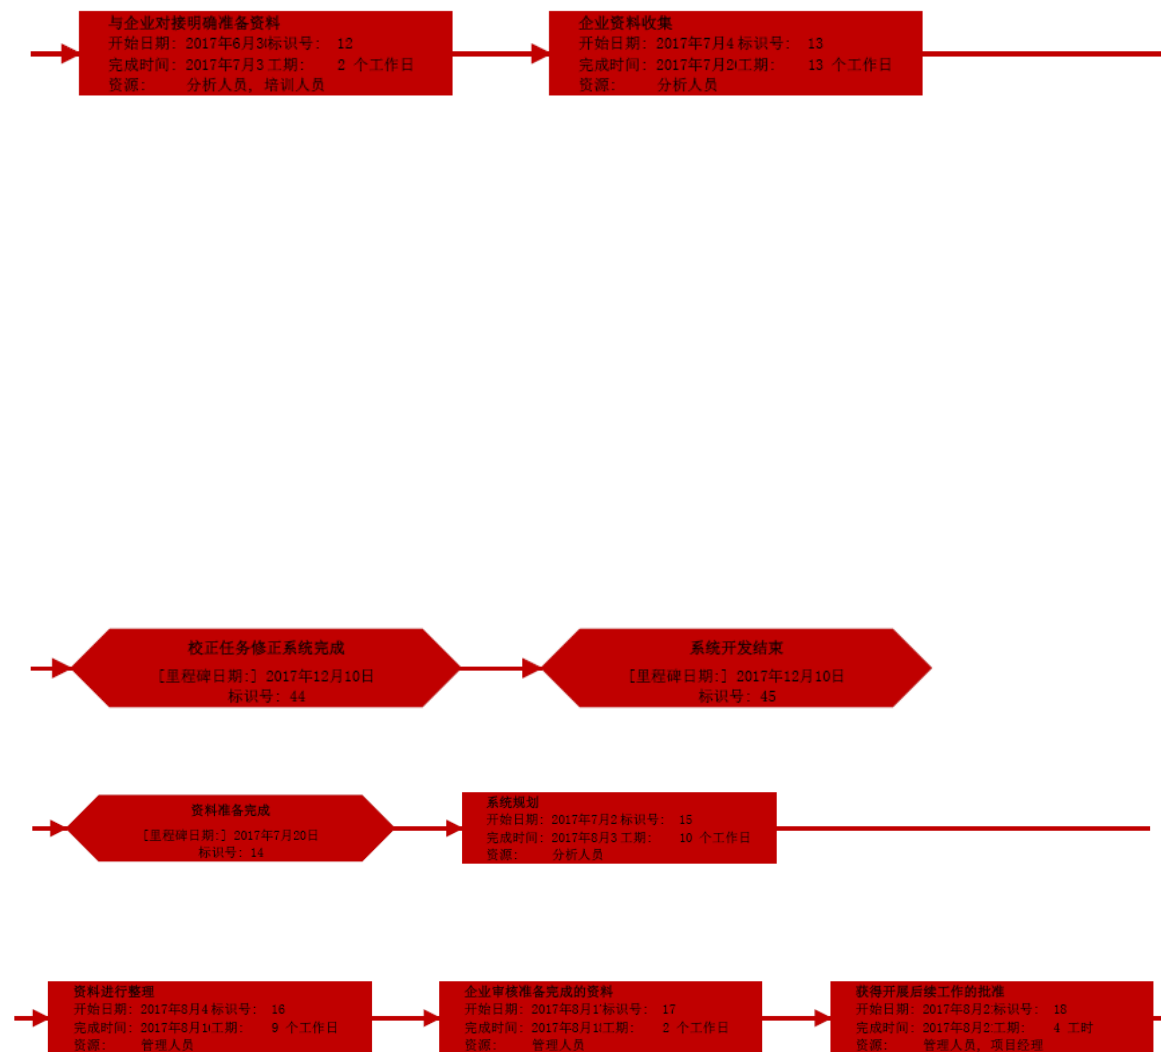 与企业对接明确准备资料
开始日期: 2017年6月3 标识号: 12
完成时间: 2017年7月3 工期: 2 个工作日
资源: 分析人员, 培训人员
企业资料收集
开始日期: 2017年7月4 标识号: 13
完成时间: 2017年7月2 工期: 13 个工作日
资源: 分析人员
校正任务修正系统完成
[里程碑日期:] 2017年12月10日
标识号: 44
系统开发结束
[里程碑日期:] 2017年12月10日
标识号: 45
资料准备完成
[里程碑日期:] 2017年7月20日
标识号: 14
系统规划
开始日期: 2017年7月2 标识号: 15
完成时间: 2017年8月3 工期: 10 个工作日
资源: 分析人员
资料进行整理
开始日期: 2017年8月4 标识号: 16
完成时间: 2017年8月1 工期: 9 个工作日
资源: 管理人员
企业审核准备完成的资料
开始日期: 2017年8月1 标识号: 17
完成时间: 2017年8月1 工期: 2 个工作日
资源: 管理人员
获得开展后续工作的批准
开始日期: 2017年8月2 标识号: 18
完成时间: 2017年8月2 工期: 4 工时
资源: 管理人员, 项目经理